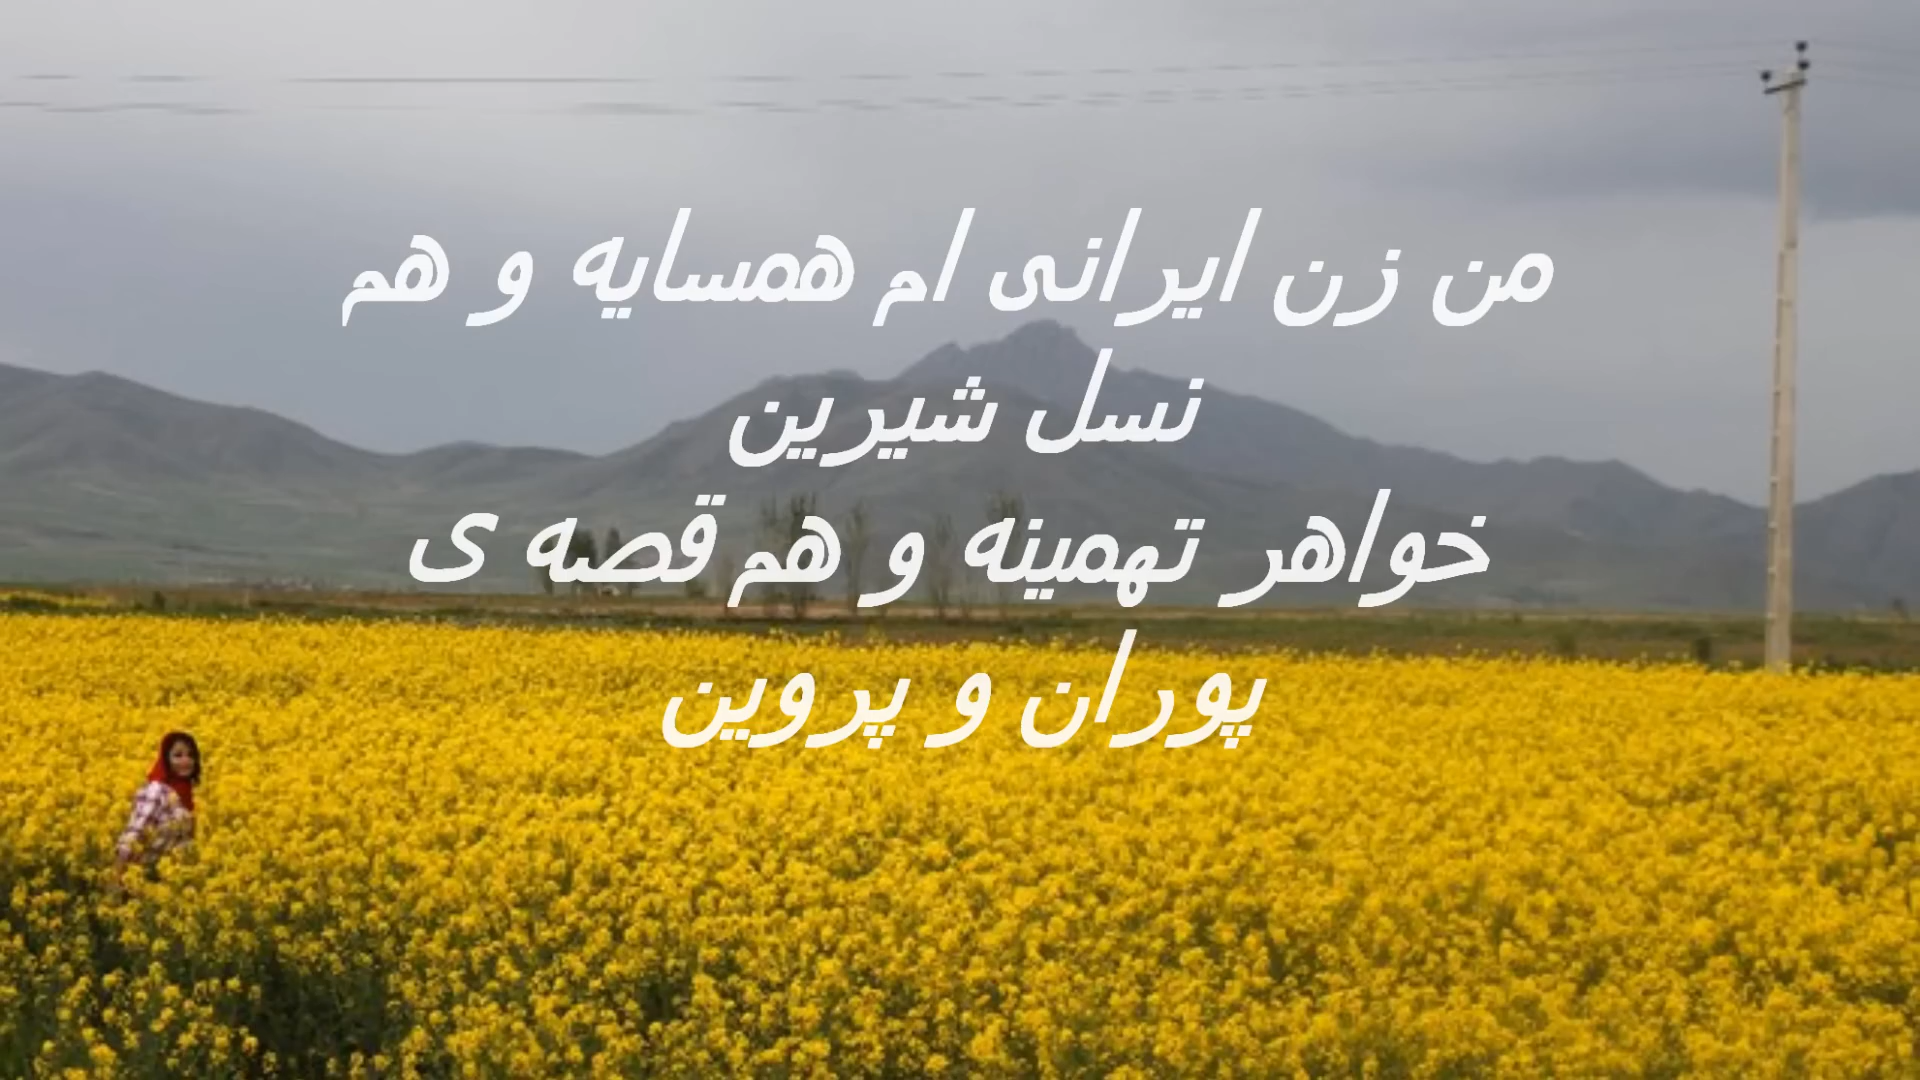 من زن ایرانی ام همسایه و هم
نسل شیرین
خواهر تهمینه و هم قصه ی
پوران و پروین